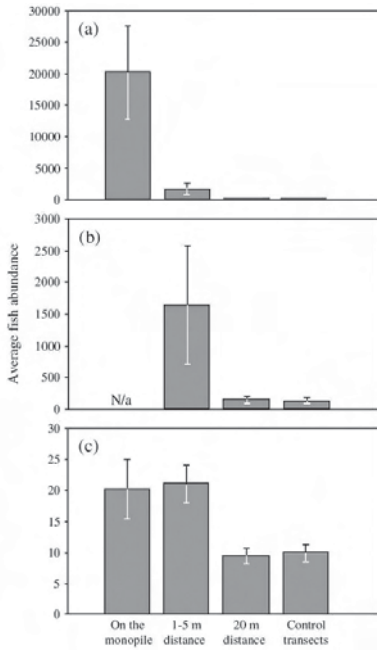 Average fish abundance
(a)
30000
25000
20000
15000
10000
5000
0
(b)
3000
2500
2000
1500
1000
500
0
N/a
(c)
30
25
20
15
10
5
0
On the
monopile
1-5 m
distance
20 m
distance
Control
transects